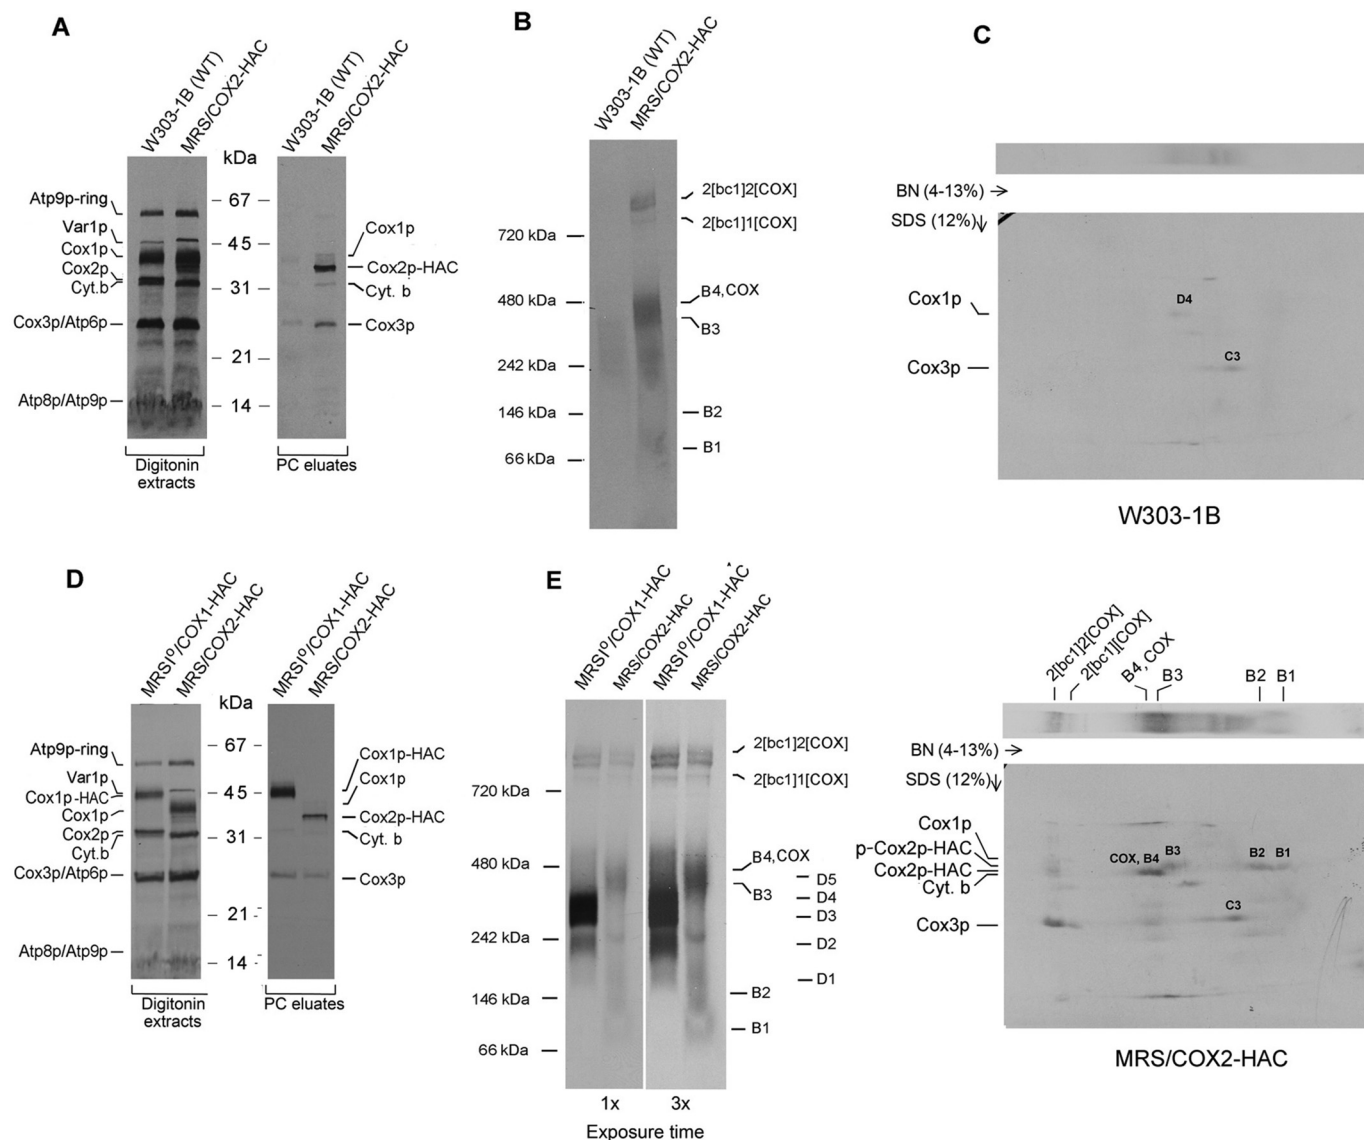 A
W303-1B (WT)
MRS/COX2-HAC
W303-1B (WT)
MRS/COX2-HAC
kDa
Atp9p-ring
Var1p
Cox1p
Cox2p
Cyt.b
Cox3p/Atp6p
Atp8p/Atp9p
67
45
31
21
14
Cox1p
Cox2p-HAC
Cyt. b
Cox3p
Digitonin
extracts
PC eluates
B
W303-1B (WT)
MRS/COX2-HAC
720 kDa
480 kDa
242 kDa
146 kDa
66 kDa
2[bc1]2[COX]
2[bc1]1[COX]
B4,COX
B3
B2
B1
C
BN (4-13%)
SDS (12%)
Cox1p
Cox3p
D4
C3
W303-1B
2[bc1]2[COX]
2[bc1][COX]
B4, COX
B3
B2
B1
BN (4-13%)
SDS (12%)
Cox1p
p-Cox2p-HAC
Cox2p-HAC
Cyt. b
Cox3p
COX, B4
B3
B2
B1
C3
MRS/COX2-HAC
D
MRSI⁰/COX1-HAC
MRS/COX2-HAC
MRSI⁰/COX1-HAC
MRS/COX2-HAC
kDa
Atp9p-ring
Var1p
Cox1p-HAC
Cox1p
Cox2p
Cyt.b
Cox3p/Atp6p
Atp8p/Atp9p
67
45
31
21
14
Cox1p-HAC
Cox1p
Cox2p-HAC
Cyt. b
Cox3p
Digitonin
extracts
PC eluates
E
MRSI⁰/COX1-HAC
MRS/COX2-HAC
MRSI⁰/COX1-HAC
MRS/COX2-HAC
720 kDa
480 kDa
242 kDa
146 kDa
66 kDa
2[bc1]2[COX]
2[bc1]1[COX]
B4,COX
B3
D5
D4
D3
D2
D1
B2
B1
1x
3x
Exposure time